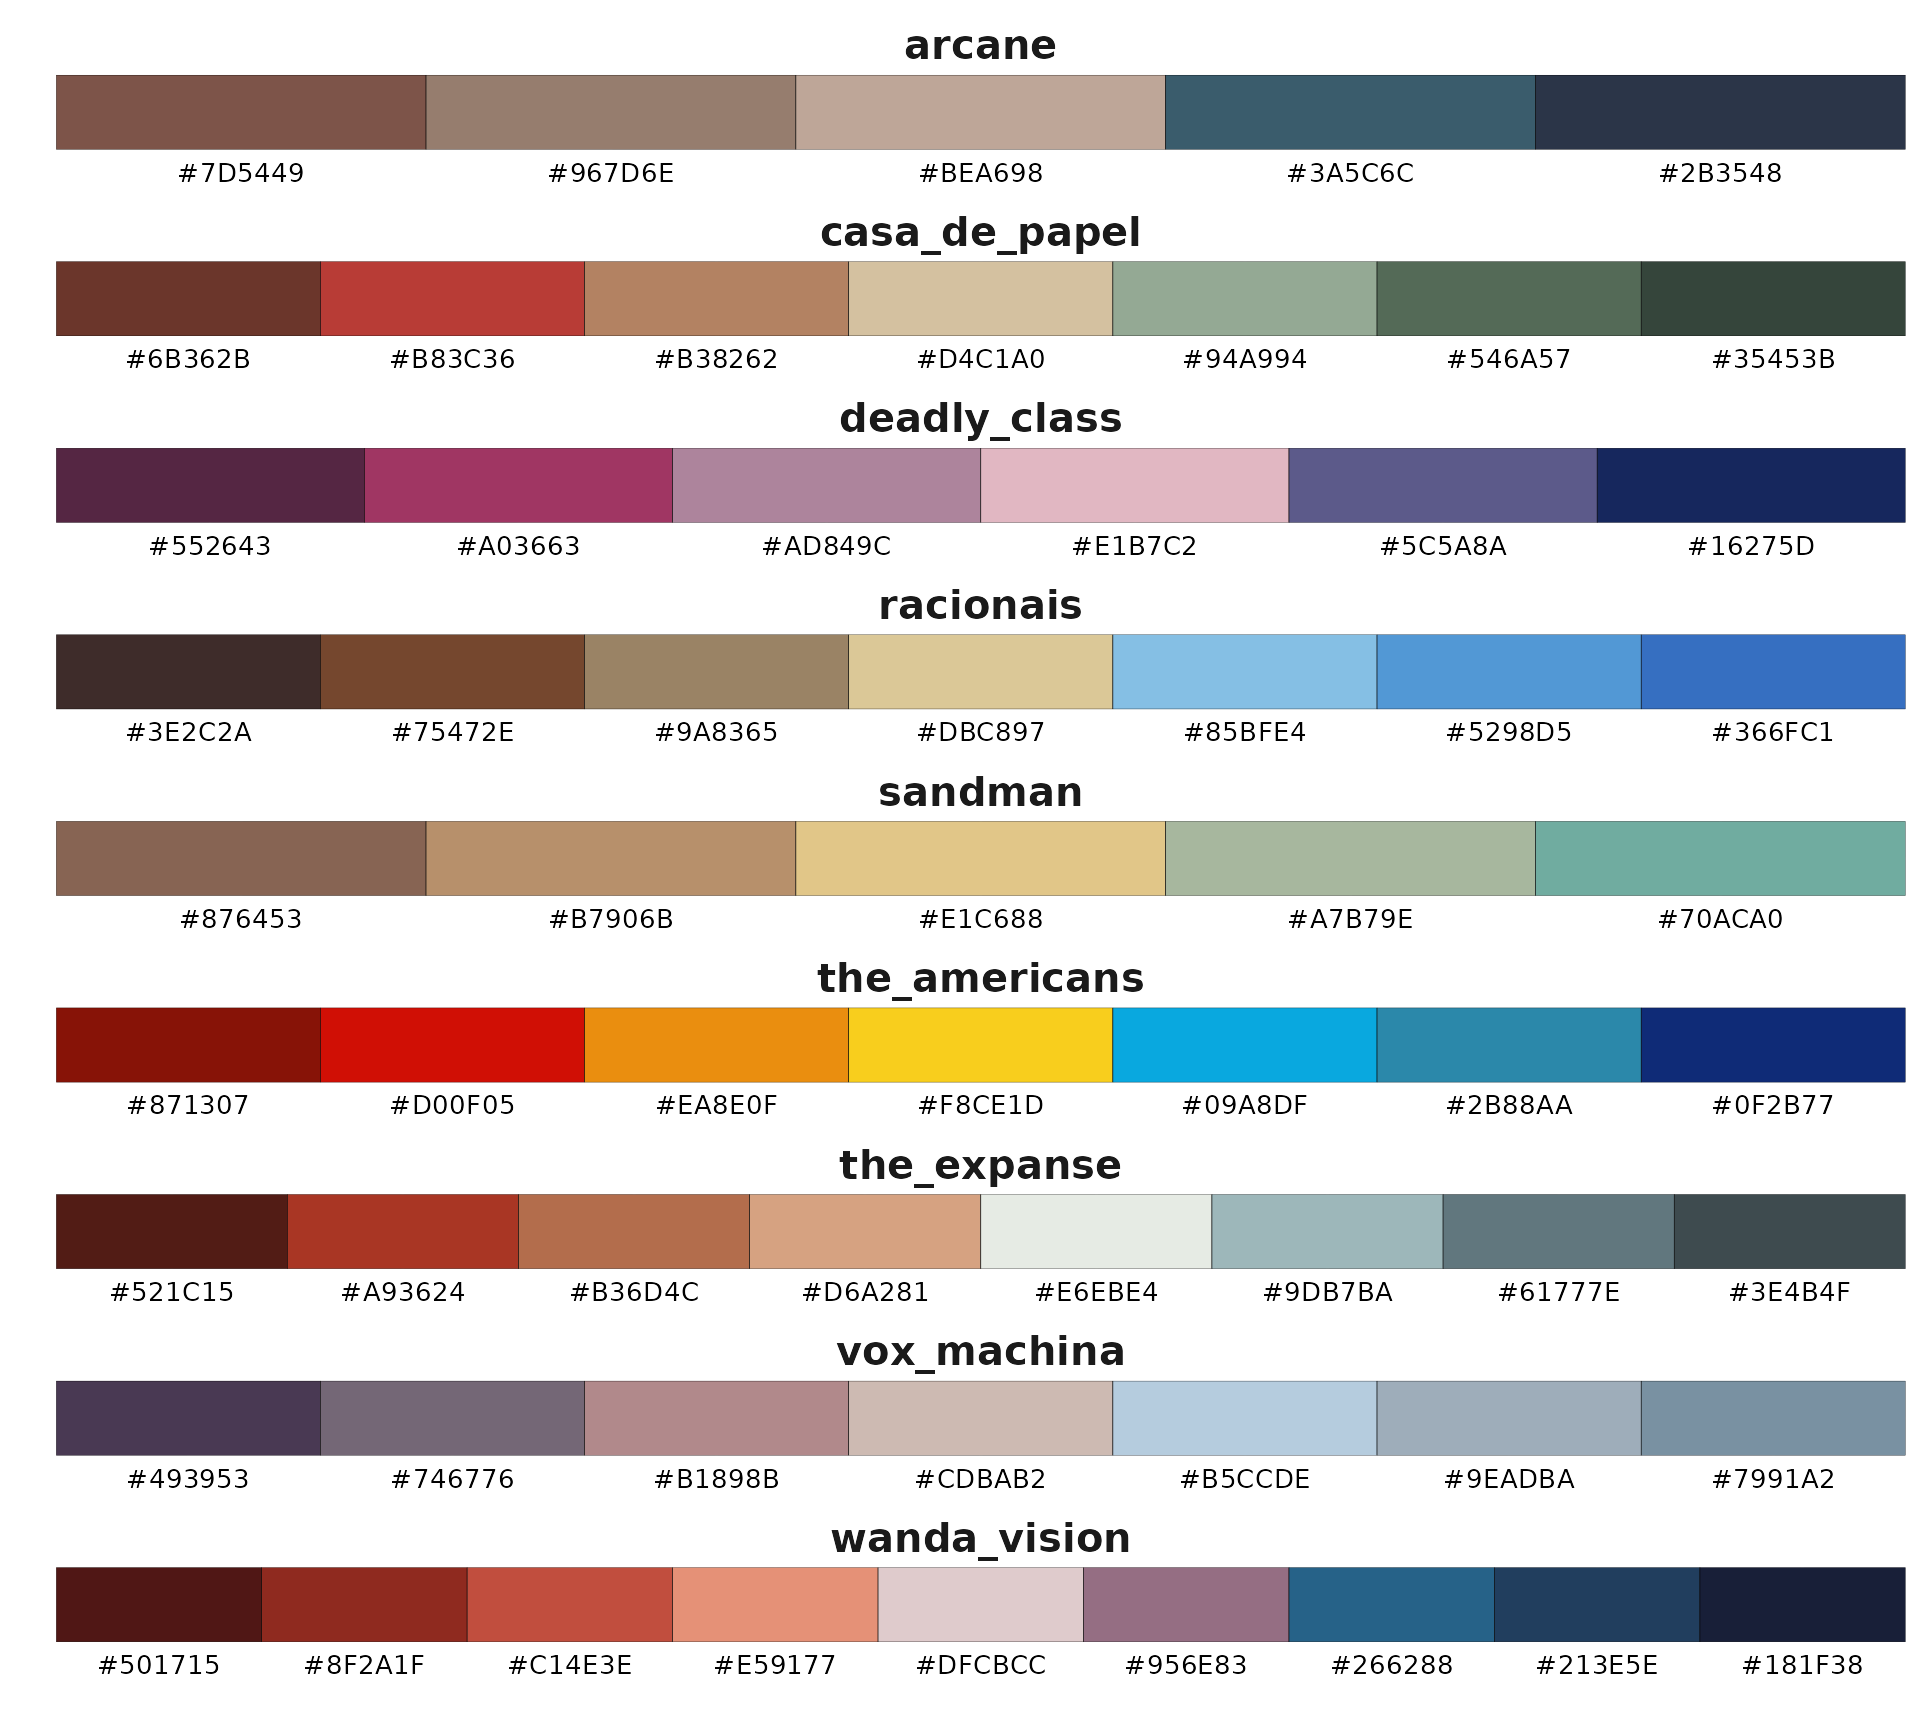 arcane
#7D5449 #967D6E #BEA698 #3A5C6C #2B3548
casa_de_papel
#6B362B #B83C36 #B38262 #D4C1A0 #94A994 #546A57 #35453B
deadly_class
#552643 #A03663 #AD849C #E1B7C2 #5C5A8A #16275D
racionais
#3E2C2A #75472E #9A8365 #DBC897 #85BFE4 #5298D5 #366FC1
sandman
#876453 #B7906B #E1C688 #A7B79E #70ACA0
the_americans
#871307 #D00F05 #EA8E0F #F8CE1D #09A8DF #2B88AA #0F2B77
the_expanse
#521C15 #A93624 #B36D4C #D6A281 #E6EBE4 #9DB7BA #61777E #3E4B4F
vox_machina
#493953 #746776 #B1898B #CDBAB2 #B5CCDE #9EADBA #7991A2
wanda_vision
#501715 #8F2A1F #C14E3E #E59177 #DFCBCC #956E83 #266288 #213E5E #181F38